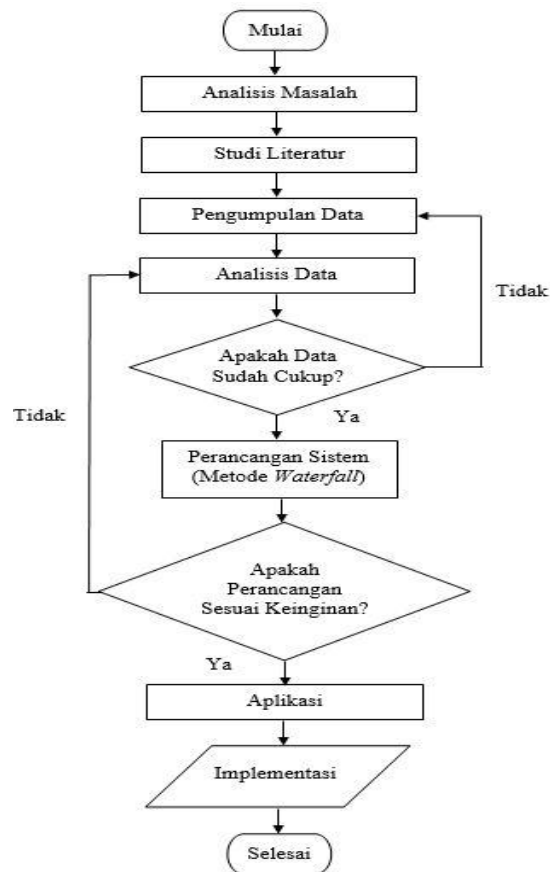 Mulai
Analisis Masalah
Studi Literatur
Pengumpulan Data
Analisis Data
Tidak
Apakah Data
Sudah Cukup?
Tidak
Ya
Perancangan Sistem
(Metode Waterfall)
Apakah
Perancangan
Sesuai Keinginan?
Ya
Aplikasi
Implementasi
Selesai